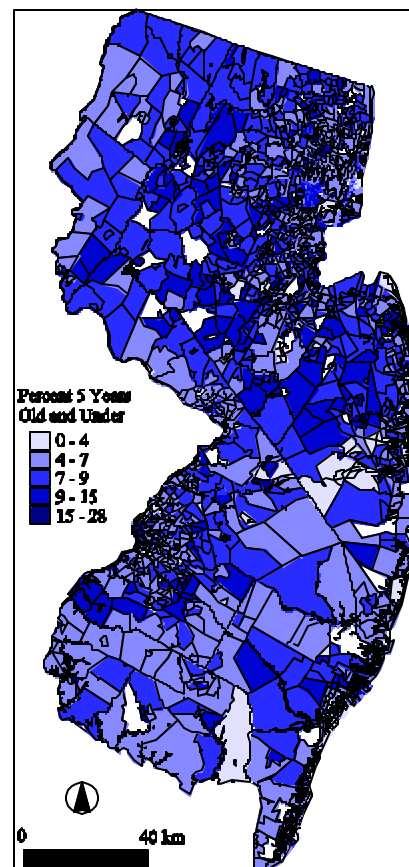 Percent 5 Years
Old and Under
0 - 4
4 - 7
7 - 9
9 - 15
15 - 28
0 40 km